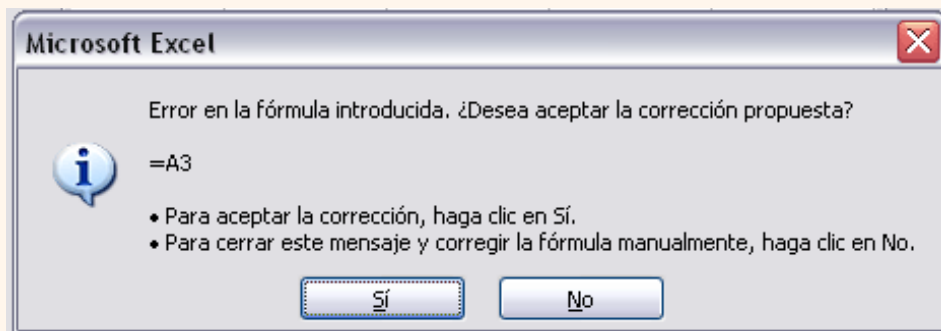 Microsoft Excel
Error en la fórmula introducida. ¿Desea aceptar la corrección propuesta?
=A3
• Para aceptar la corrección, haga clic en Sí.
• Para cerrar este mensaje y corregir la fórmula manualmente, haga clic en No.
Sí
No